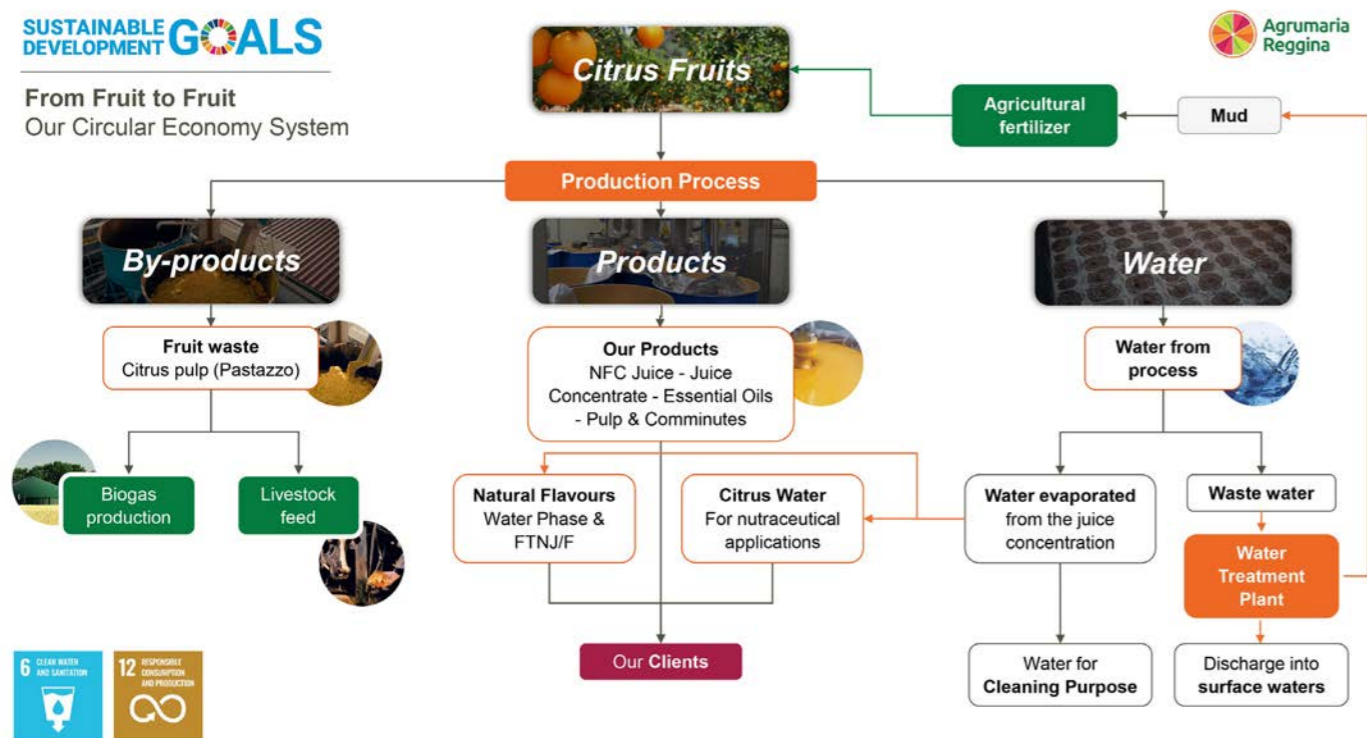 SUSTAINABLE
DEVELOPMENT
GOALS
From Fruit to Fruit
Our Circular Economy System
Citrus Fruits
Agricultural
fertilizer
Mud
Agrumaria
Reggina
Production Process
By-products
Products
Water
Fruit waste
Citrus pulp (Pastazzo)
Our Products
NFC Juice - Juice
Concentrate - Essential Oils
- Pulp & Comminutes
Water from
process
Biogas
production
Livestock
feed
Natural Flavours
Water Phase &
FTNJ/F
Citrus Water
For nutraceutical
applications
Water evaporated
from the juice
concentration
Waste water
Water
Treatment
Plant
Our Clients
Water for
Cleaning Purpose
Discharge into
surface waters
6 CLEAN WATER
AND SANITATION
12 RESPONSIBLE
CONSUMPTION
AND PRODUCTION